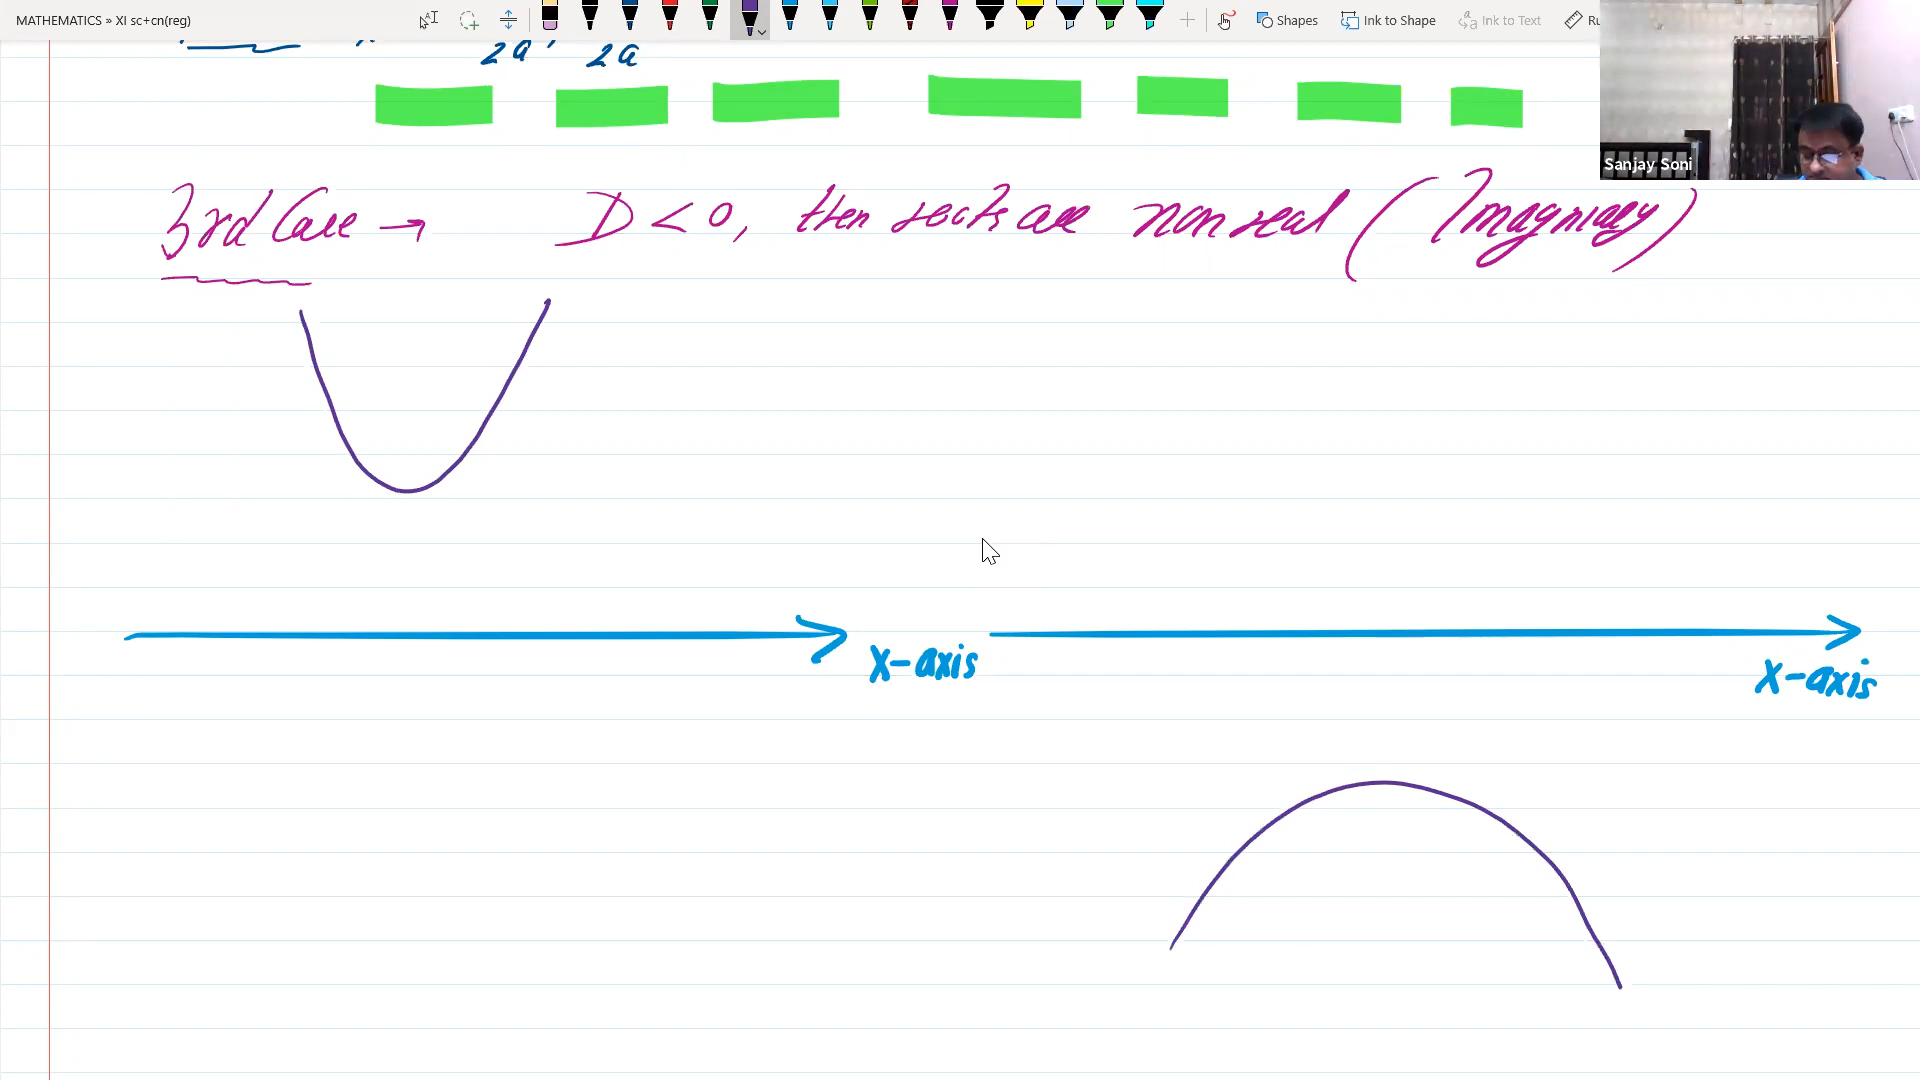 MATHEMATICS » XI sc+cn(reg)
Shapes
Ink to Shape
Ink to Text
Ru
Sanjay Soni
2a , 2a
3rd Case → D < 0, then roots are non real (Imaginary)
x-axis
x-axis